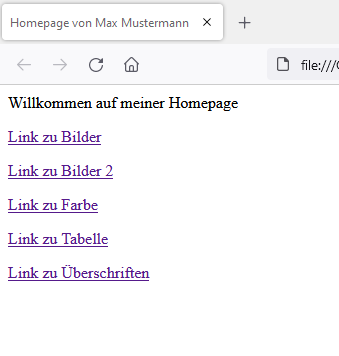 Homepage von Max Mustermann
file:///
Willkommen auf meiner Homepage
Link zu Bilder
Link zu Bilder 2
Link zu Farbe
Link zu Tabelle
Link zu Überschriften